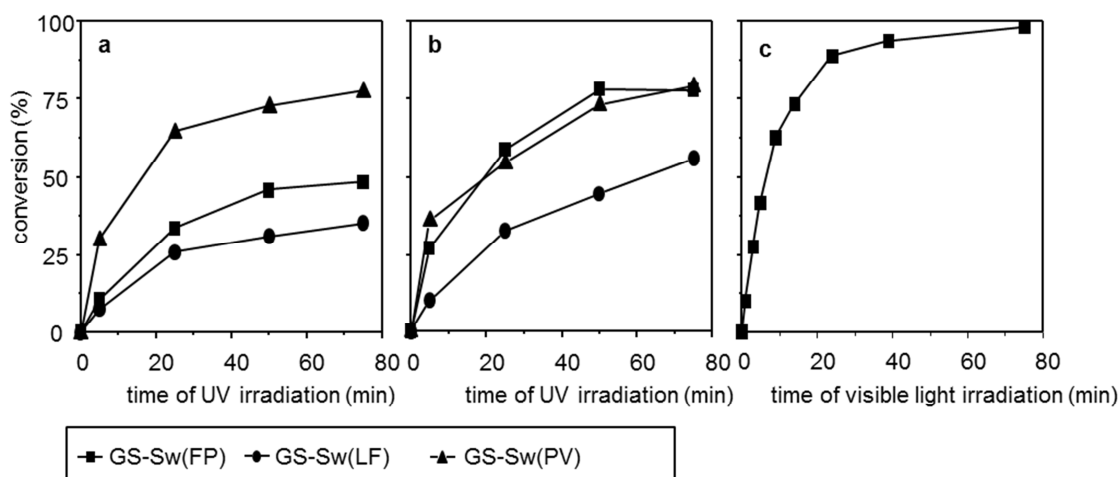 100
75
50
25
0
conversion (%)
a
b
c
0 20 40 60 80
0 20 40 60 80
0 20 40 60 80
time of UV irradiation (min)
time of UV irradiation (min)
time of visible light irradiation (min)
GS-Sw(FP) GS-Sw(LF) GS-Sw(PV)